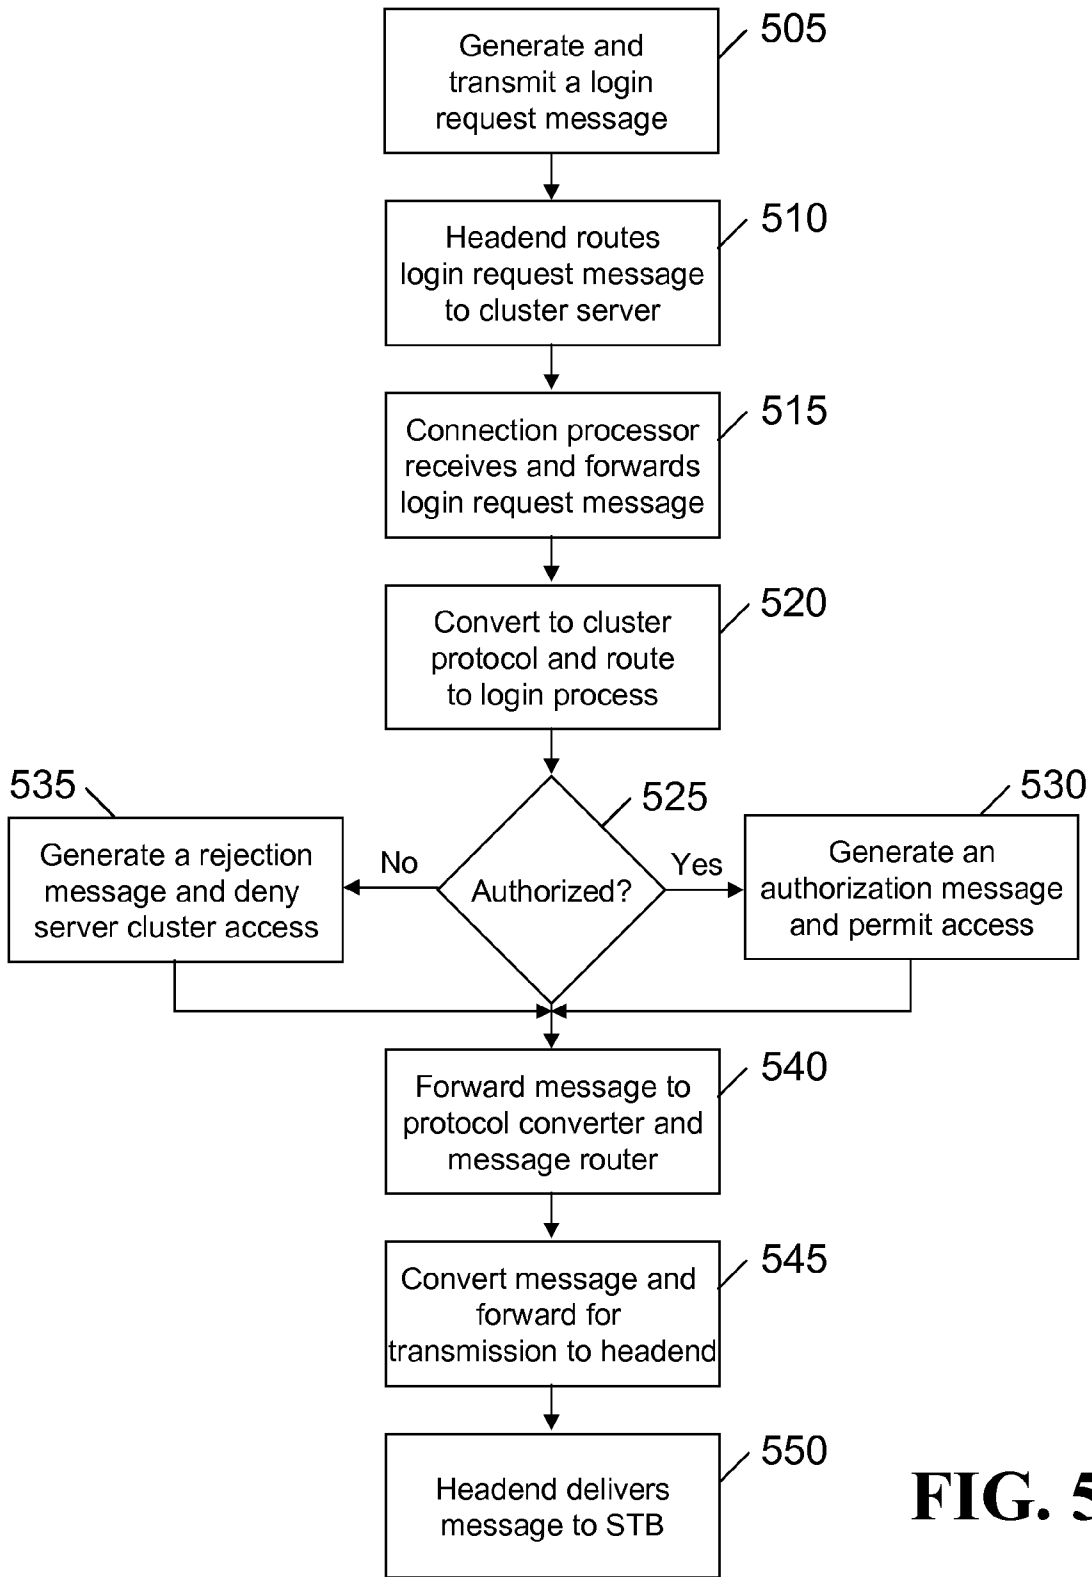 505
Generate and
transmit a login
request message
510
Headend routes
login request message
to cluster server
515
Connection processor
receives and forwards
login request message
520
Convert to cluster
protocol and route
to login process
535
525
530
Generate a rejection
message and deny
server cluster access
No
Authorized?
Yes
Generate an
authorization message
and permit access
540
Forward message to
protocol converter and
message router
545
Convert message and
forward for
transmission to headend
550
Headend delivers
message to STB
FIG. 5